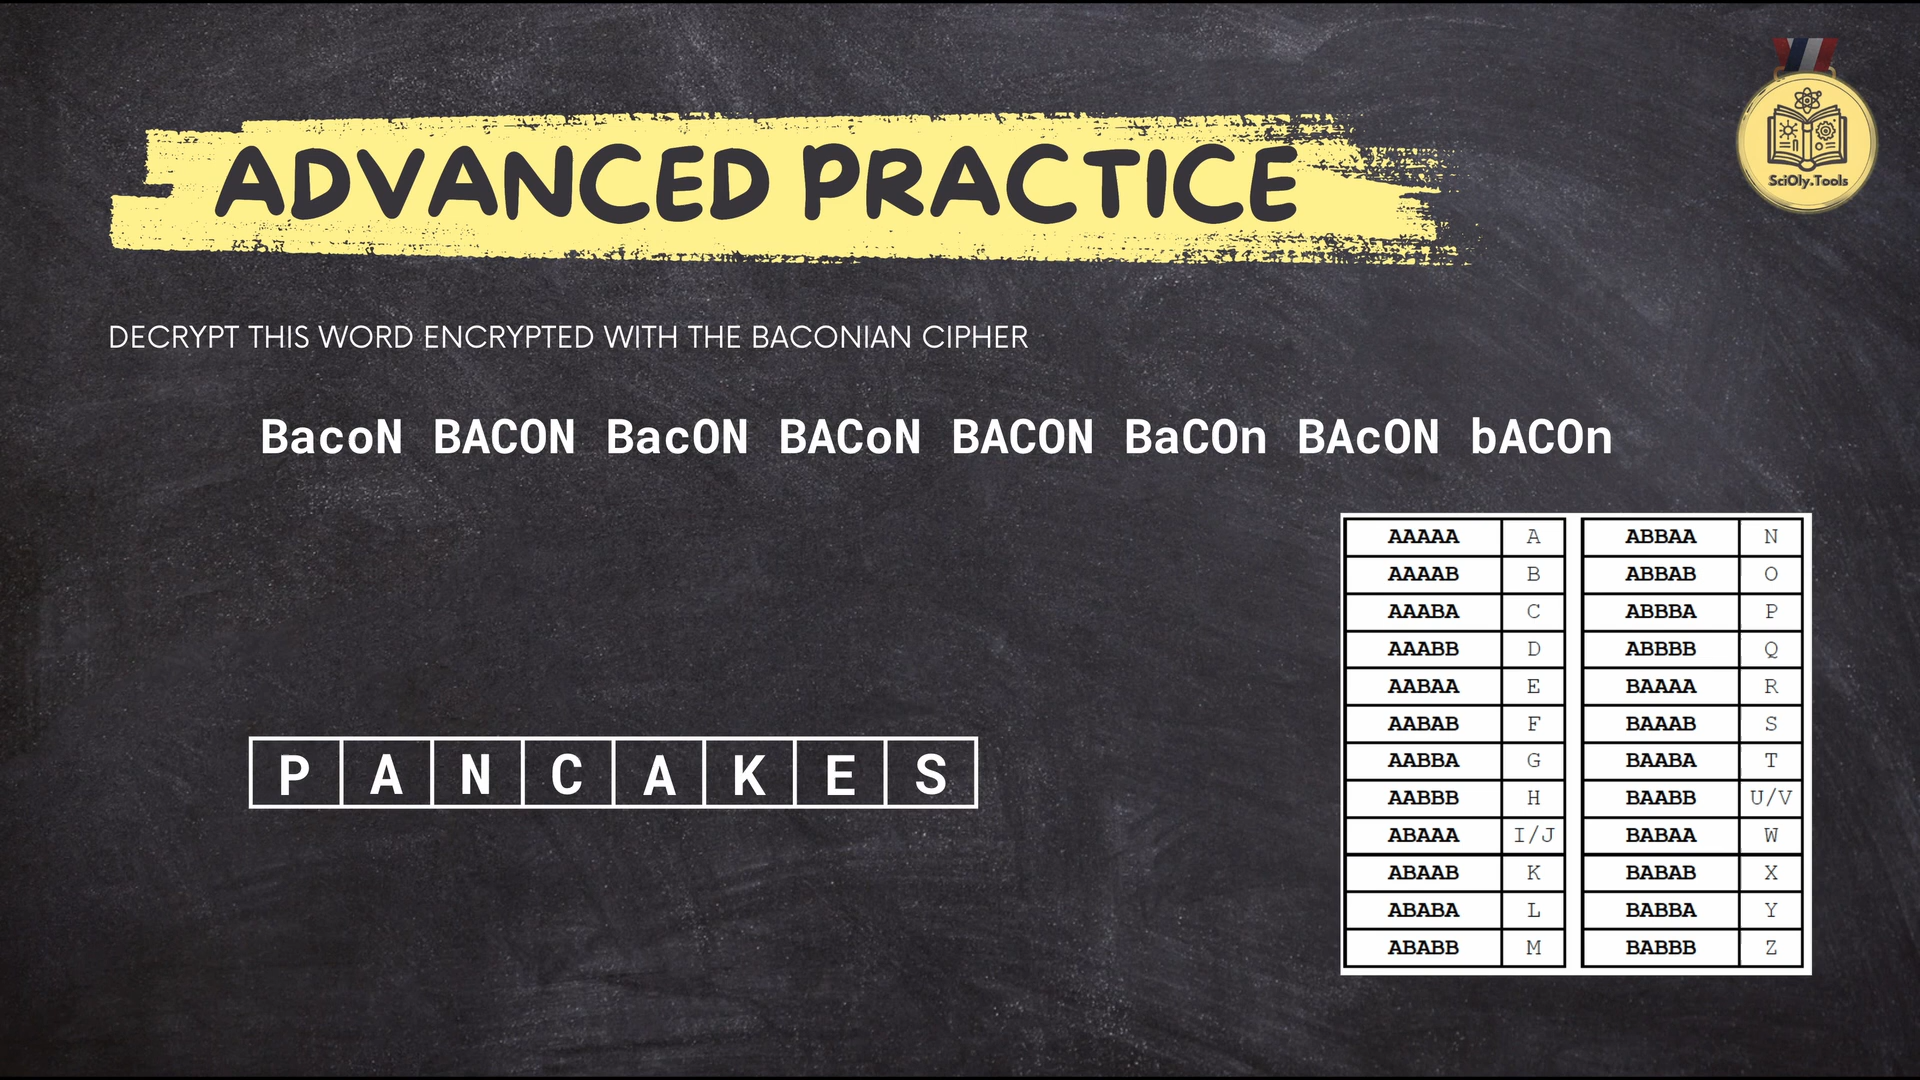 SciOly.Tools
ADVANCED PRACTICE
DECRYPT THIS WORD ENCRYPTED WITH THE BACONIAN CIPHER
BacoN BACON BacON BACoN BACON BaCOn BAcON bACOn
AAAAA A ABBAA N
AAAAB B ABBAB O
AAABA C ABBBA P
AAABB D ABBBB Q
AABAA E BAAAA R
AABAB F BAAAB S
AABBA G BAABA T
AABBB H BAABB U/V
ABAAA I/J BABAA W
ABAAB K BABAB X
ABABA L BABBA Y
ABABB M BABBB Z
P A N C A K E S